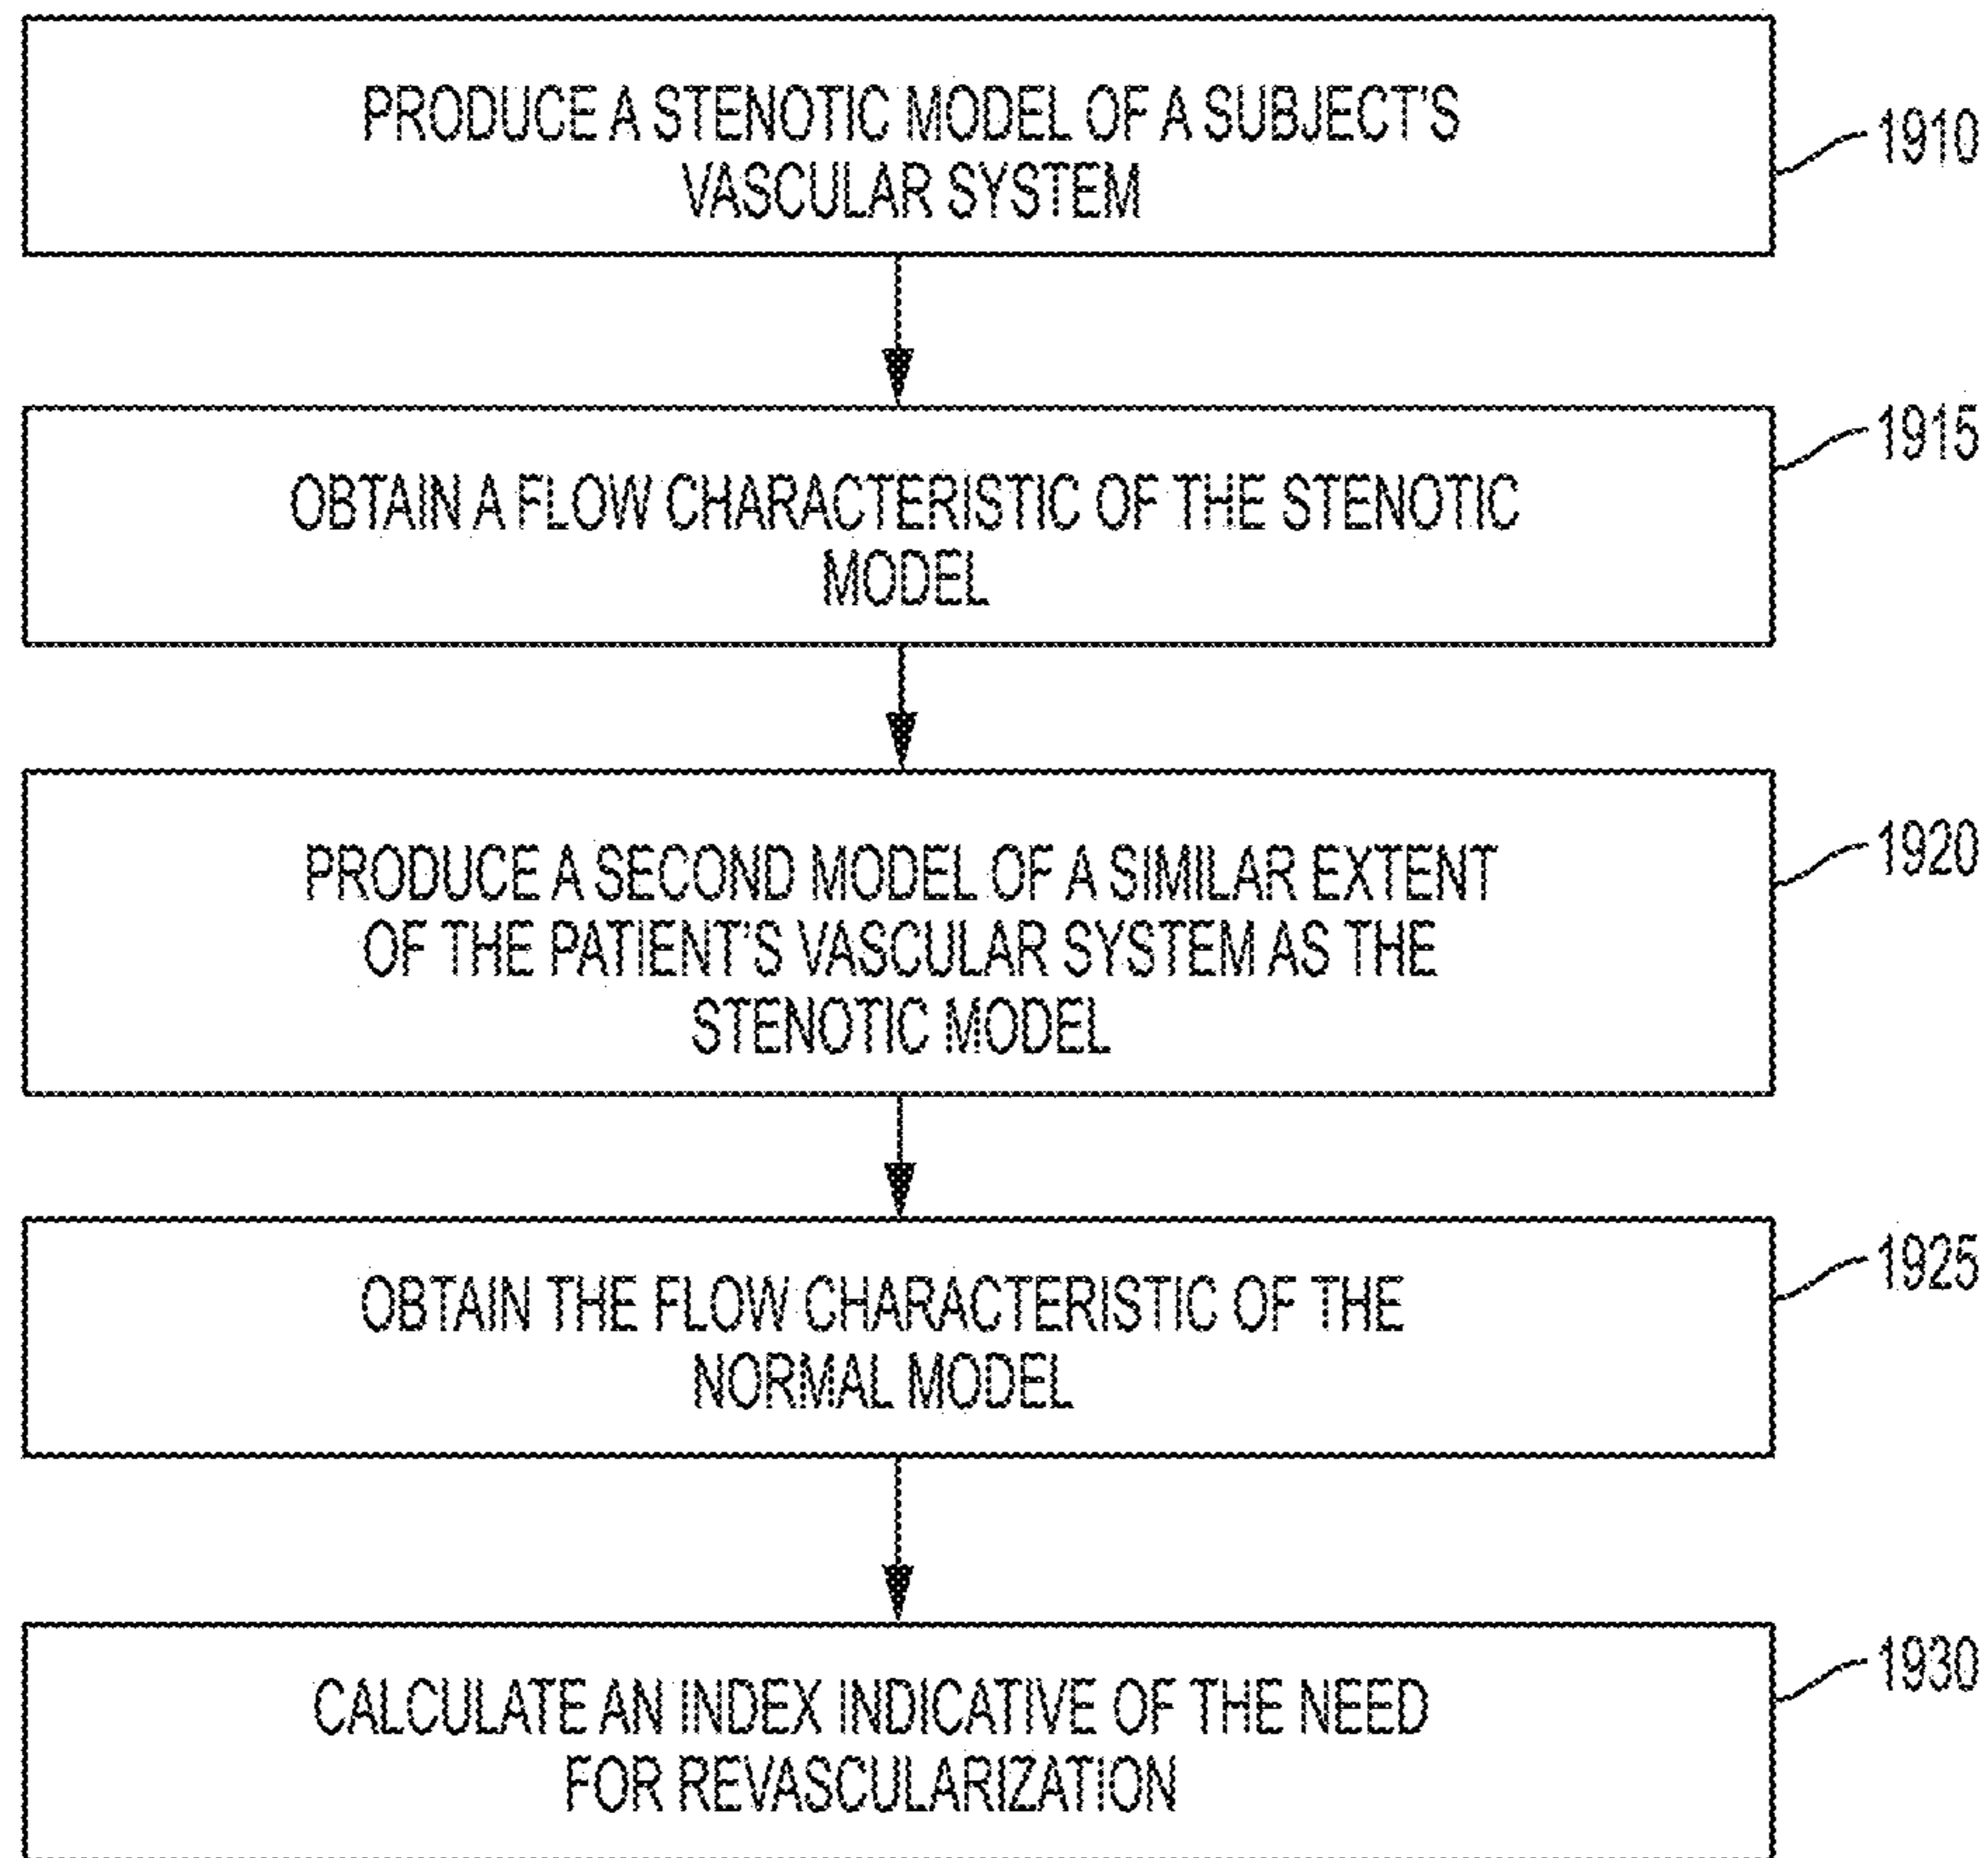 PRODUCE A STENOTIC MODEL OF A SUBJECT'S
VASCULAR SYSTEM
1910
OBTAIN A FLOW CHARACTERISTIC OF THE STENOTIC
MODEL
1915
PRODUCE A SECOND MODEL OF A SIMILAR EXTENT
OF THE PATIENT'S VASCULAR SYSTEM AS THE
STENOTIC MODEL
1920
OBTAIN THE FLOW CHARACTERISTIC OF THE
NORMAL MODEL
1925
CALCULATE AN INDEX INDICATIVE OF THE NEED
FOR REVASCULARIZATION
1930